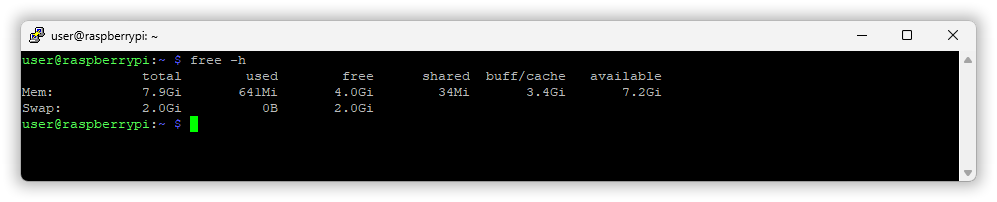 user@raspberrypi: ~
user@raspberrypi:~ $ free -h
total used free shared buff/cache available
Mem: 7.9Gi 641Mi 4.0Gi 34Mi 3.4Gi 7.2Gi
Swap: 2.0Gi 0B 2.0Gi
user@raspberrypi:~ $